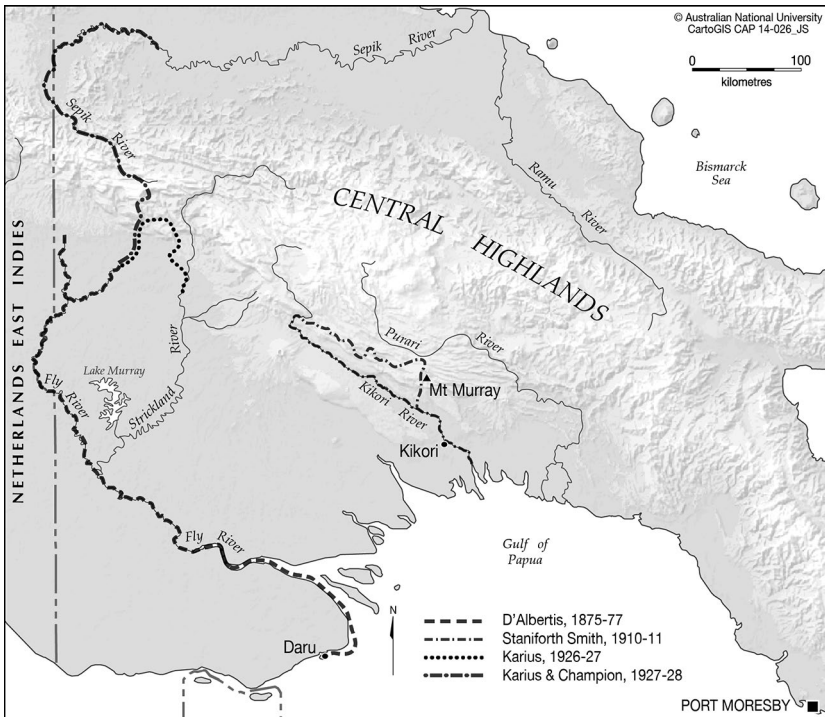 © Australian National University
CartoGIS CAP 14-026_JS
0 100
kilometres
Sepik River
Sepik River
Bismarck
Sea
Ramu River
CENTRAL HIGHLANDS
NETHERLANDS EAST INDIES
Purari River
Lake Murray
Strickland River
Fly River
Mt Murray
Kikori River
Kikori
Fly River
Gulf of
Papua
N
D'Albertis, 1875-77
Staniforth Smith, 1910-11
Karius, 1926-27
Karius & Champion, 1927-28
Daru
PORT MORESBY